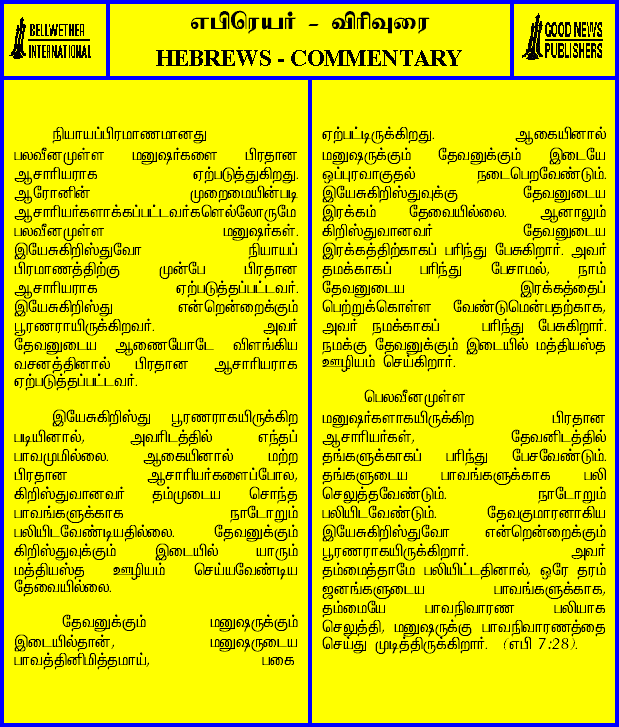 BELLWETHER
INTERNATIONAL
எபிரெயர் - விரிவுரை
HEBREWS - COMMENTARY
GOOD NEWS
PUBLISHERS
நியாயப்பிரமாணமானது
பலவீனமுள்ள மனுஷர்களை பிரதான
ஆசாரியராக ஏற்படுத்துகிறது.
ஆரோனின் முறைமையின்படி
ஆசாரியர்களாக்கப்பட்டவர்களெல்லோருமே
பலவீனமுள்ள மனுஷர்கள்.
இயேசுகிறிஸ்துவோ நியாயப்
பிரமாணத்திற்கு முன்பே பிரதான
ஆசாரியராக ஏற்படுத்தப்பட்டவர்.
இயேசுகிறிஸ்து என்றென்றைக்கும்
பூரணராயிருக்கிறவர். அவர்
தேவனுடைய ஆணையோடே விளங்கிய
வசனத்தினால் பிரதான ஆசாரியராக
ஏற்படுத்தப்பட்டவர்.
இயேசுகிறிஸ்து பூரணராகயிருக்கிற
படியினால், அவரிடத்தில் எந்தப்
பாவமுமில்லை. ஆகையினால் மற்ற
பிரதான ஆசாரியர்களைப்போல,
கிறிஸ்துவானவர் தம்முடைய சொந்த
பாவங்களுக்காக நாடோறும்
பலியிடவேண்டியதில்லை. தேவனுக்கும்
கிறிஸ்துவுக்கும் இடையில் யாரும்
மத்தியஸ்த ஊழியம் செய்யவேண்டிய
தேவையில்லை.
தேவனுக்கும் மனுஷருக்கும்
இடையில்தான், மனுஷருடைய
பாவத்தினிமித்தமாய், பகை
ஏற்பட்டிருக்கிறது. ஆகையினால்
மனுஷருக்கும் தேவனுக்கும் இடையே
ஒப்புரவாகுதல் நடைபெறவேண்டும்.
இயேசுகிறிஸ்துவுக்கு தேவனுடைய
இரக்கம் தேவையில்லை. ஆனாலும்
கிறிஸ்துவானவர் தேவனுடைய
இரக்கத்திற்காகப் பரிந்து பேசுகிறார். அவர்
தமக்காகப் பரிந்து பேசாமல், நாம்
தேவனுடைய இரக்கத்தைப்
பெற்றுக்கொள்ள வேண்டுமென்பதற்காக,
அவர் நமக்காகப் பரிந்து பேசுகிறார்.
நமக்கு தேவனுக்கும் இடையில் மத்தியஸ்த
ஊழியம் செய்கிறார்.
பெலவீனமுள்ள
மனுஷர்களாகயிருக்கிற பிரதான
ஆசாரியர்கள், தேவனிடத்தில்
தங்களுக்காகப் பரிந்து பேசவேண்டும்.
தங்களுடைய பாவங்களுக்காக பலி
செலுத்தவேண்டும். நாடோறும்
பலியிடவேண்டும். தேவகுமாரனாகிய
இயேசுகிறிஸ்துவோ என்றென்றைக்கும்
பூரணராகயிருக்கிறார். அவர்
தம்மைத்தாமே பலியிட்டதினால், ஒரே தரம்
ஜனங்களுடைய பாவங்களுக்காக,
தம்மையே பாவநிவாரண பலியாக
செலுத்தி, மனுஷருக்கு பாவநிவாரணத்தை
செய்து முடித்திருக்கிறார். (எபி 7:28).